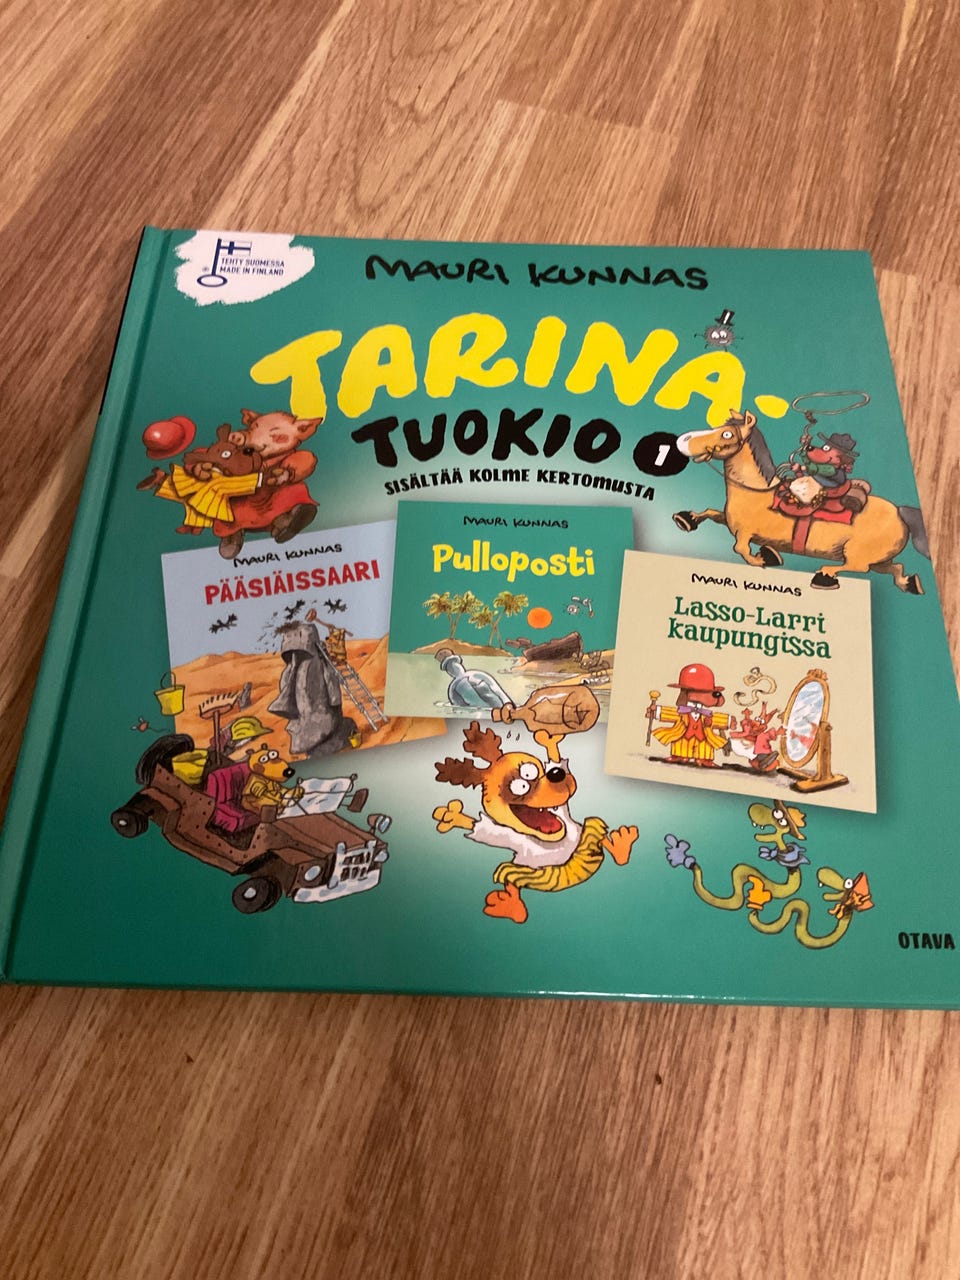 TEHTY SUOMESSA
MADE IN FINLAND
MAURI KUNNAS
TARINA-
TUOKIO 1
SISÄLTÄÄ KOLME KERTOMUSTA
MAURI KUNNAS
PÄÄSIÄISSAARI
MAURI KUNNAS
Pulloposti
MAURI KUNNAS
Lasso-Larri
kaupungissa
OTAVA